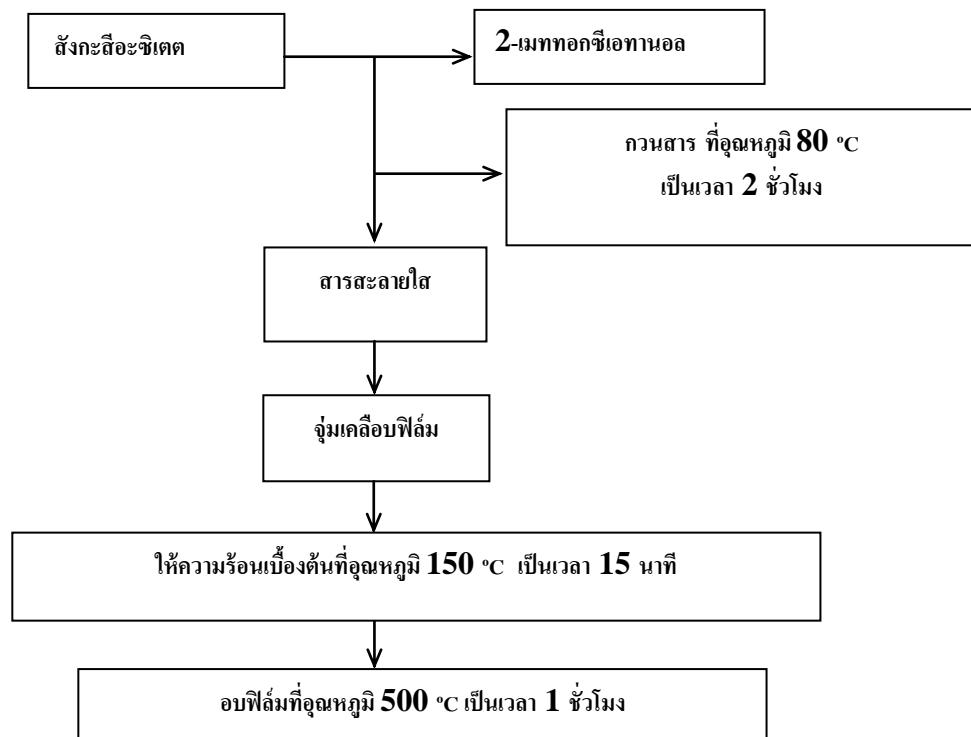 สังกะสีอะซิเตต
2-เมททอกซีเอทานอล
กวนสาร ที่อุณหภูมิ 80 ºC
เป็นเวลา 2 ชั่วโมง
สารสะลายใส
จุ่มเคลือบฟิล์ม
ให้ความร้อนเบื้องต้นที่อุณหภูมิ 150 ºC เป็นเวลา 15 นาที
อบฟิล์มที่อุณหภูมิ 500 ºC เป็นเวลา 1 ชั่วโมง